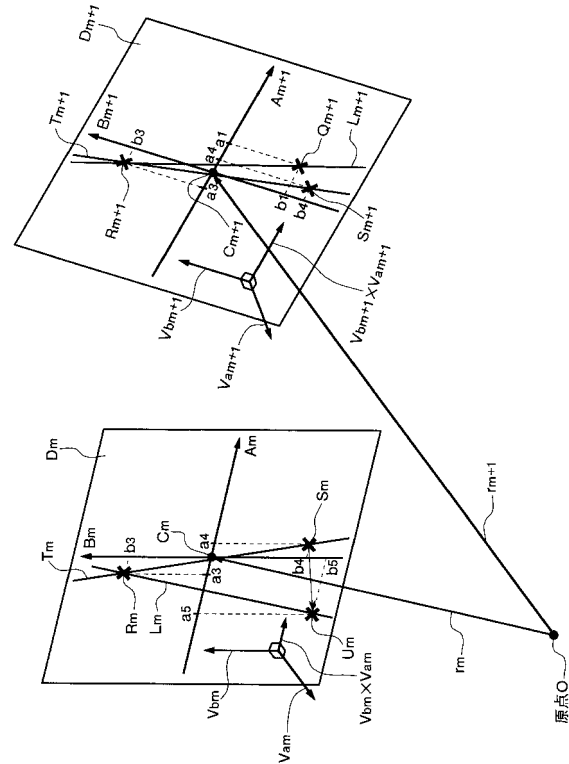 Dm+1
Tm+1
Bm+1
b3
Rm+1
Am+1
a4
a1
a3
Cm+1
Qm+1
Lm+1
b1
b4
Sm+1
Vbm+1
Vam+1
Vbm+1×Vam+1
Dm
Tm
Bm
b3
Cm
Am
Rm
Lm
a3
a4
a5
Sm
b4
b5
Um
Vbm
Vam
Vbm×Vam
rm
rm+1
原点O